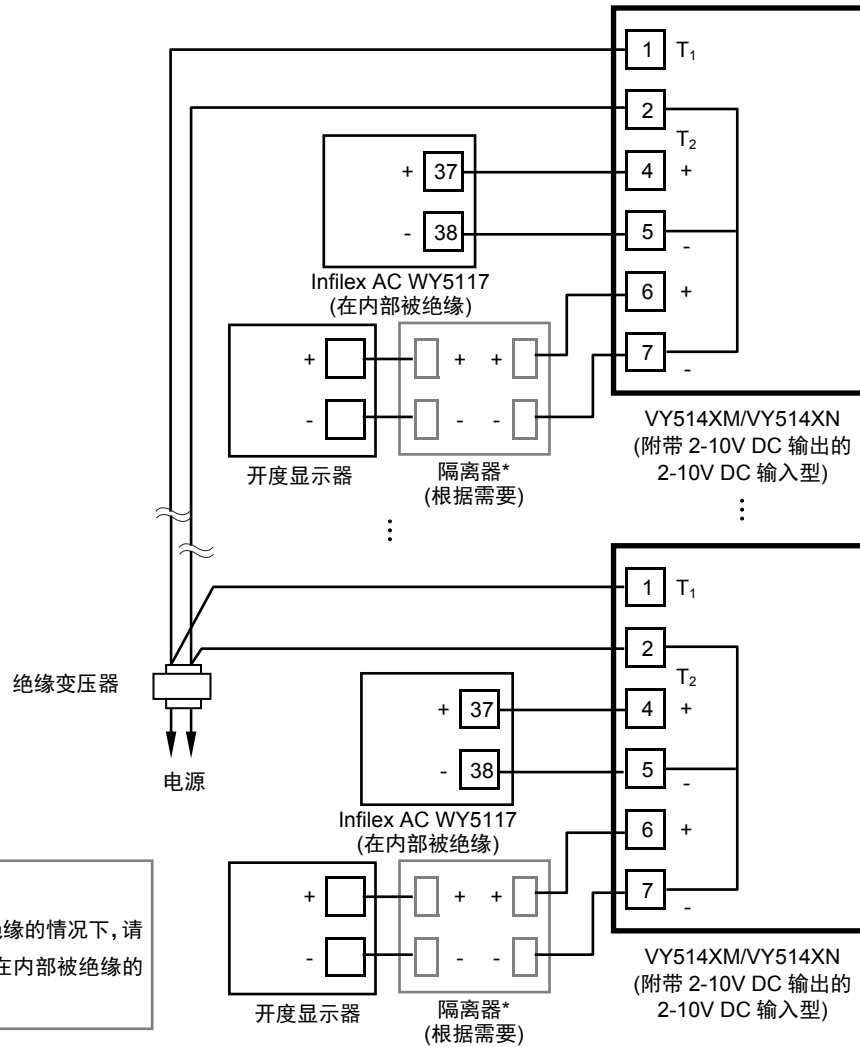 1 T₁
2
T₂
+ 37 4 +
- 38 5 -
Infilex AC WY5117
(在内部被绝缘)
6 +
+ + +
7 -
- - -
开度显示器
隔离器*
(根据需要)
VY514XM/VY514XN
(附带 2-10V DC 输出的
2-10V DC 输入型)
⋮ ⋮
1 T₁
2
T₂
绝缘变压器
+ 37 4 +
- 38 5 -
电源
Infilex AC WY5117
(在内部被绝缘)
6 +
+ + +
7 -
- - -
缘的情况下，请
在内部被绝缘的
开度显示器
隔离器*
(根据需要)
VY514XM/VY514XN
(附带 2-10V DC 输出的
2-10V DC 输入型)